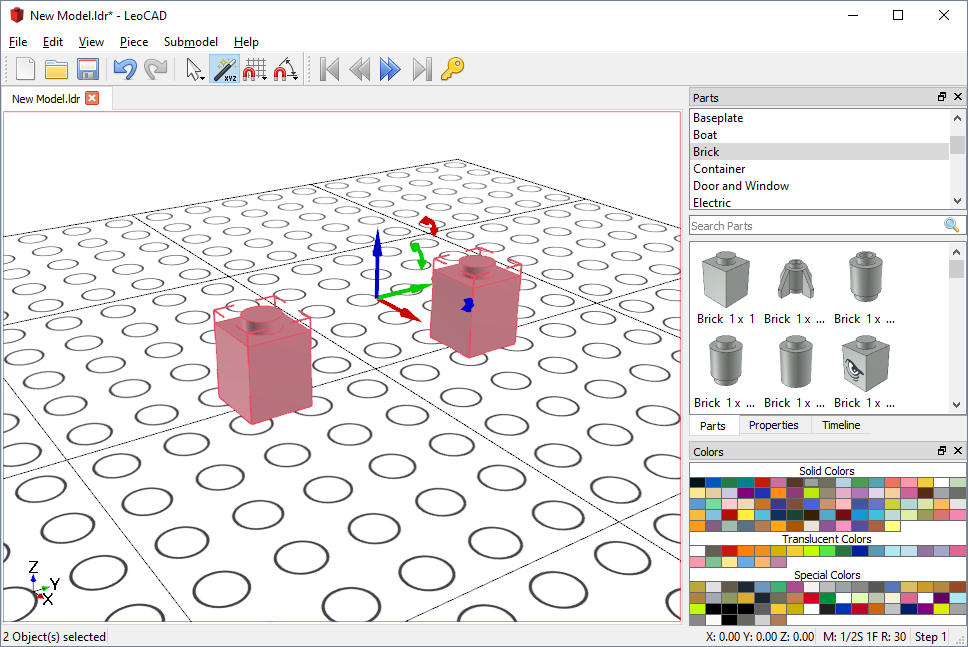 New Model.ldr* - LeoCAD
File Edit View Piece Submodel Help
XYZ
New Model.ldr
Parts
Baseplate
Boat
Brick
Container
Door and Window
Electric
Search Parts
Brick 1 x 1 Brick 1 x ... Brick 1 x ...
Brick 1 x ... Brick 1 x ... Brick 1 x ...
Parts Properties Timeline
Colors
Solid Colors
Translucent Colors
Special Colors
Z
Y
X
2 Object(s) selected X: 0.00 Y: 0.00 Z: 0.00 M: 1/2S 1F R: 30 Step 1